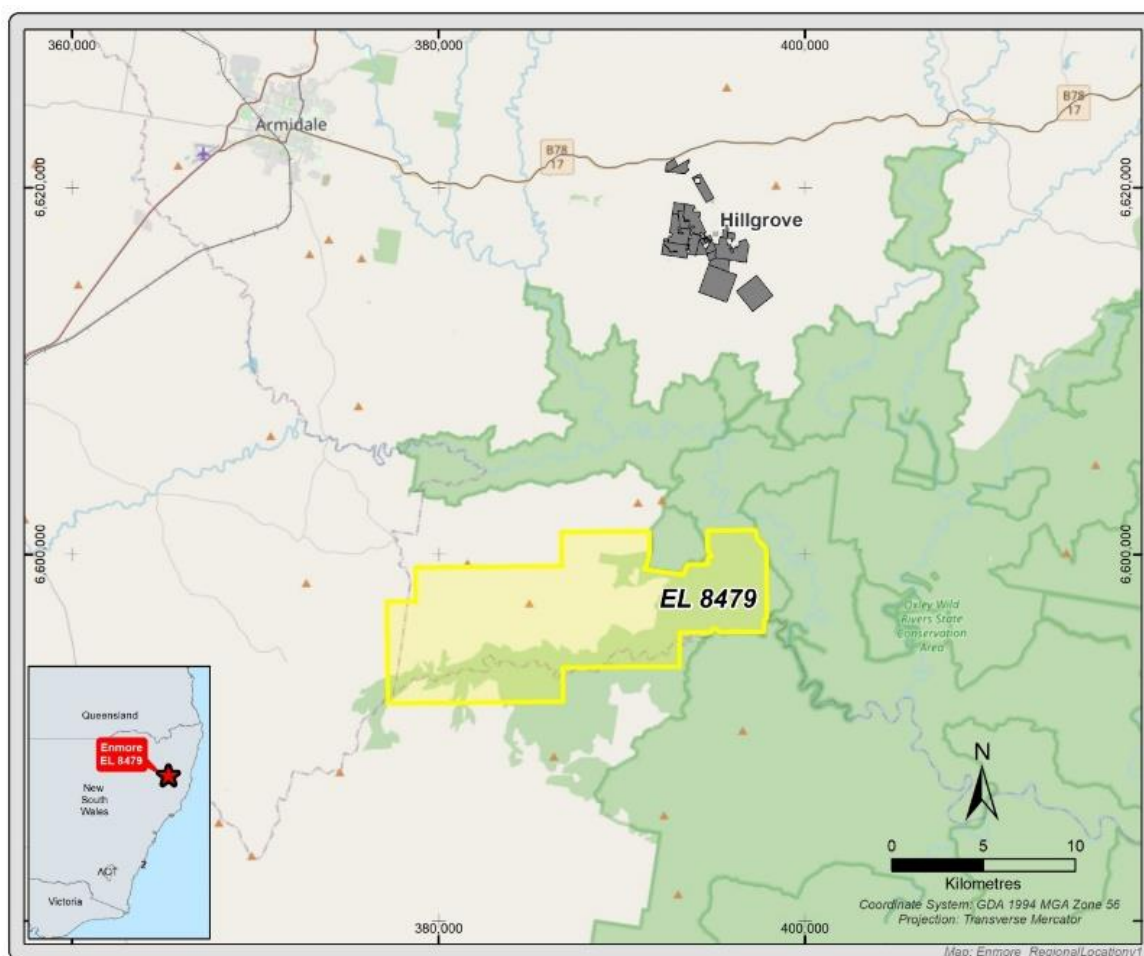 360,000
380,000
400,000
B78
17
Armidale
B78
17
6,620,000
6,620,000
Hillgrove
6,600,000
6,600,000
EL 8479
Oxley Wild
Rivers State
Conservation
Area
Queensland
Enmore
EL 8479
New
South
Wales
ACT
2
Victoria
N
0
5
10
Kilometres
Coordinate System: GDA 1994 MGA Zone 56
Projection: Transverse Mercator
380,000
400,000
Map: Enmore_RegionalLocationv1